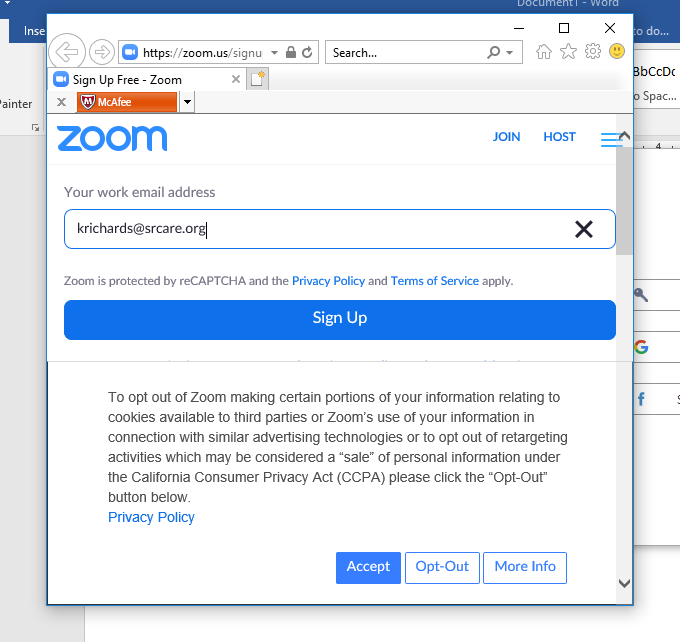 Document1 - Word
Inse
to do...
https://zoom.us/signu
Search...
Sign Up Free - Zoom
BbCcDc
ainter
McAfee
o Spac...
zoom
JOIN
HOST
4
Your work email address
krichards@srcare.org
Zoom is protected by reCAPTCHA and the Privacy Policy and Terms of Service apply.
Sign Up
To opt out of Zoom making certain portions of your information relating to
cookies available to third parties or Zoom’s use of your information in
connection with similar advertising technologies or to opt out of retargeting
activities which may be considered a “sale” of personal information under
the California Consumer Privacy Act (CCPA) please click the “Opt-Out”
button below.
Privacy Policy
Accept
Opt-Out
More Info